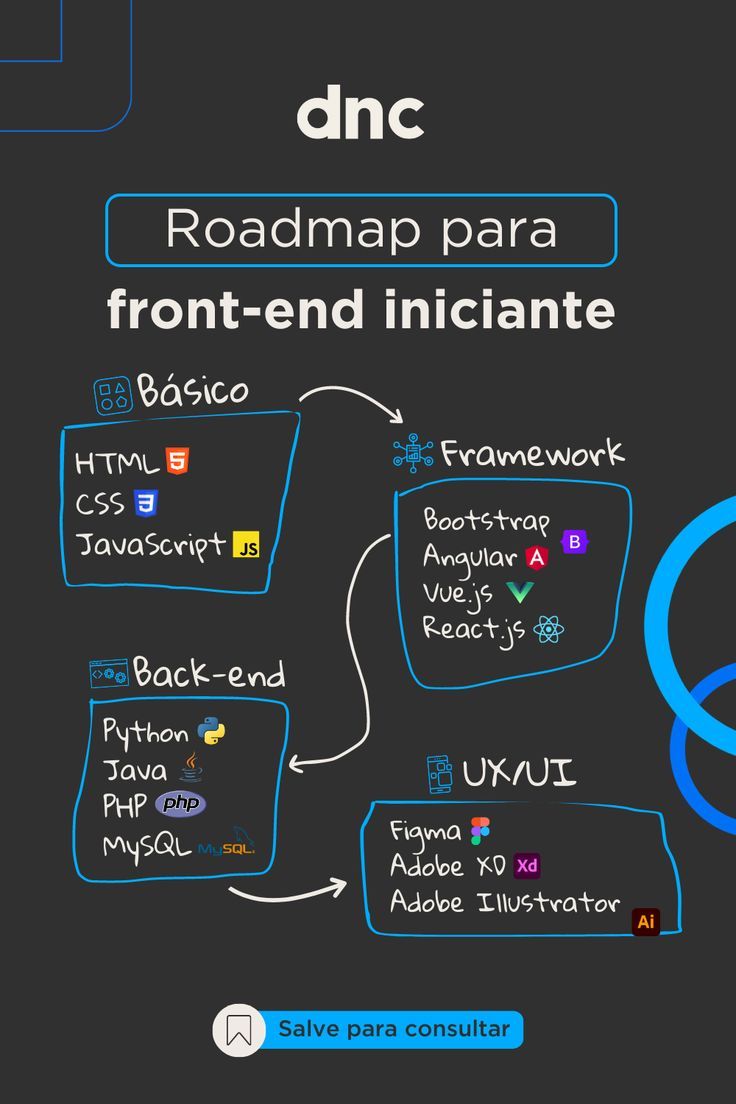 dnc
Roadmap para
front-end iniciante
Básico
HTML 5
CSS 3
JavaScript JS
Framework
Bootstrap
B
Angular A
Vue.js
React.js
Back-end
Python
Java
PHP php
MySQL MySQL
UX/UI
Figma
Adobe XD Xd
Adobe Illustrator
Ai
Salve para consultar